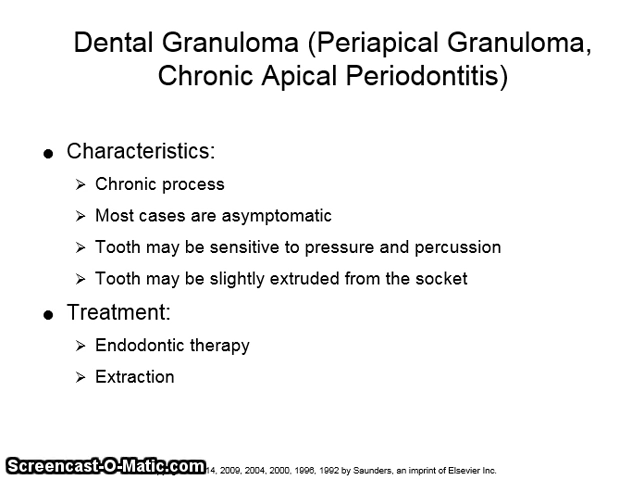 Dental Granuloma (Periapical Granuloma,
Chronic Apical Periodontitis)
● Characteristics:
➢ Chronic process
➢ Most cases are asymptomatic
➢ Tooth may be sensitive to pressure and percussion
➢ Tooth may be slightly extruded from the socket
● Treatment:
➢ Endodontic therapy
➢ Extraction
Screencast-O-Matic.com 14, 2009, 2004, 2000, 1996, 1992 by Saunders, an imprint of Elsevier Inc.